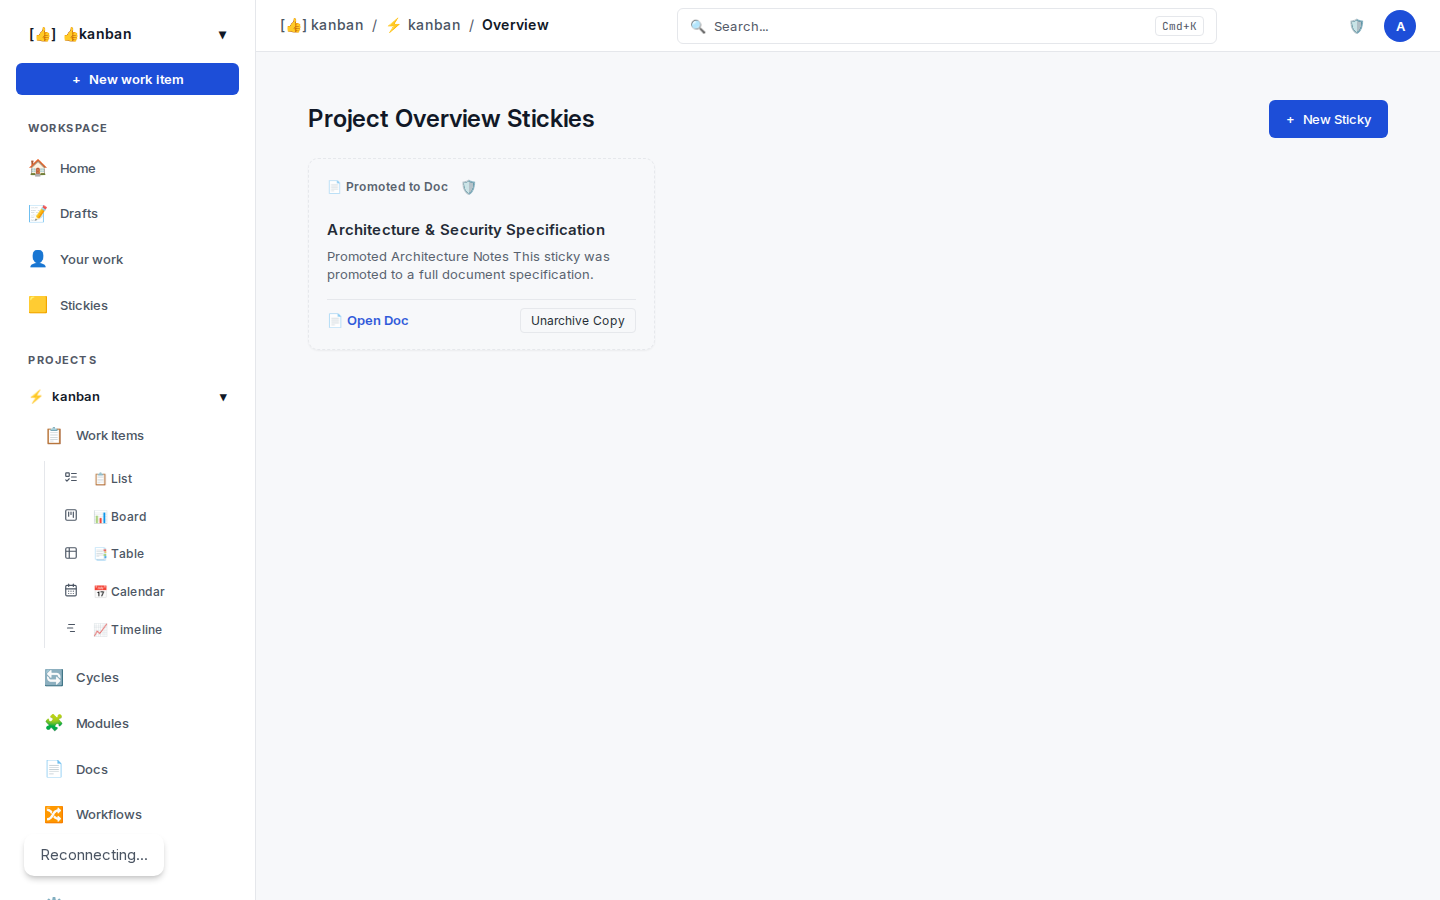 [👍] 👍kanban ▼
+ New work item
WORKSPACE
🏠 Home
📝 Drafts
👤 Your work
🟨 Stickies
PROJECTS
⚡ kanban ▼
📋 Work Items
📋 List
📊 Board
📑 Table
📅 Calendar
📈 Timeline
🔄 Cycles
🧩 Modules
📄 Docs
🔀 Workflows
Reconnecting...
[👍] kanban / ⚡ kanban / Overview
🔍 Search... Cmd+K
🛡️ A
Project Overview Stickies
+ New Sticky
📄 Promoted to Doc 🛡️
Architecture & Security Specification
Promoted Architecture Notes This sticky was
promoted to a full document specification.
📄 Open Doc
Unarchive Copy